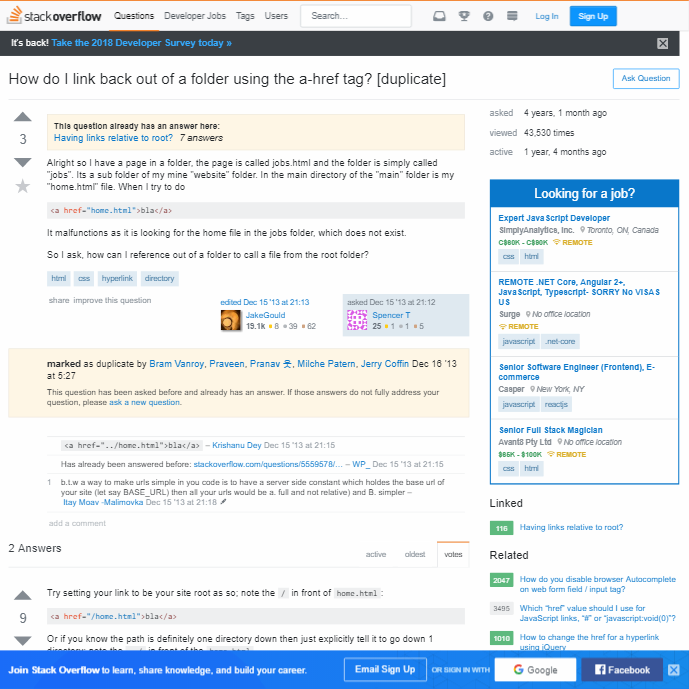 stackoverflow Questions Developer Jobs Tags Users Search... Log In Sign Up
It's back! Take the 2018 Developer Survey today »
How do I link back out of a folder using the a-href tag? [duplicate]
Ask Question
3
This question already has an answer here:
Having links relative to root? 7 answers
Alright so I have a page in a folder, the page is called jobs.html and the folder is simply called
"jobs". Its a sub folder of my mine "website" folder. In the main directory of the "main" folder is my
"home.html" file. When I try to do
<a href="home.html">bla</a>
It malfunctions as it is looking for the home file in the jobs folder, which does not exist.
So I ask, how can I reference out of a folder to call a file from the root folder?
html css hyperlink directory
share improve this question
edited Dec 15 '13 at 21:13
JakeGould
19.1k 8 39 62
asked Dec 15 '13 at 21:12
Spencer T
25 1 1 5
marked as duplicate by Bram Vanroy, Praveen, Pranav 웃, Milche Patern, Jerry Coffin Dec 16 '13
at 5:27
This question has been asked before and already has an answer. If those answers do not fully address your
question, please ask a new question.
<a href="../home.html">bla</a> – Krishanu Dey Dec 15 '13 at 21:15
Has already been answered before: stackoverflow.com/questions/5559578/... – WP_ Dec 15 '13 at 21:15
1 b.t.w a way to make urls simple in you code is to have a server side constant which holdes the base url of
your site (let say BASE_URL) then all your urls would be a. full and not relative) and B. simpler –
Itay Moav -Malimovka Dec 15 '13 at 21:18
add a comment
2 Answers
active oldest votes
9
Try setting your link to be your site root as so; note the / in front of home.html:
<a href="/home.html">bla</a>
Or if you know the path is definitely one directory down then just explicitly tell it to go down 1
asked 4 years, 1 month ago
viewed 43,530 times
active 1 year, 4 months ago
Looking for a job?
Expert JavaScript Developer
SimplyAnalytics, Inc. Toronto, ON, Canada
C$80K - C$90K REMOTE
css html
REMOTE .NET Core, Angular 2+,
JavaScript, Typescript- SORRY No VISAS
US
Surge No office location
REMOTE
javascript .net-core
Senior Software Engineer (Frontend), E-
commerce
Casper New York, NY
javascript reactjs
Senior Full Stack Magician
Avant8 Pty Ltd No office location
$65K - $100K REMOTE
css html
Linked
116 Having links relative to root?
Related
2047 How do you disable browser Autocomplete
on web form field / input tag?
3495 Which "href" value should I use for
JavaScript links, "#" or "javascript:void(0)"?
1010 How to change the href for a hyperlink
using jQuery
Join Stack Overflow to learn, share knowledge, and build your career. Email Sign Up OR SIGN IN WITH Google Facebook